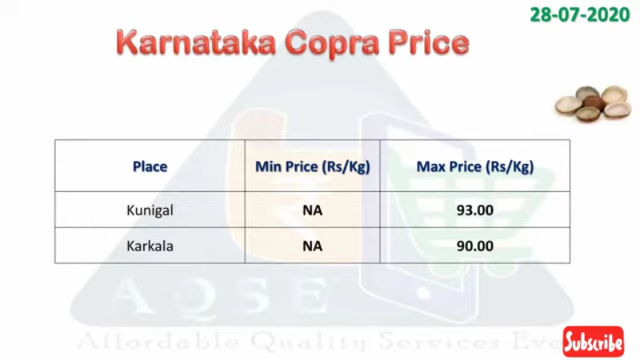 28-07-2020
Karnataka Copra Price
Place Min Price (Rs/Kg) Max Price (Rs/Kg)
Kunigal NA 93.00
Karkala NA 90.00
AQSE
Affordable Quality Services
Subscribe